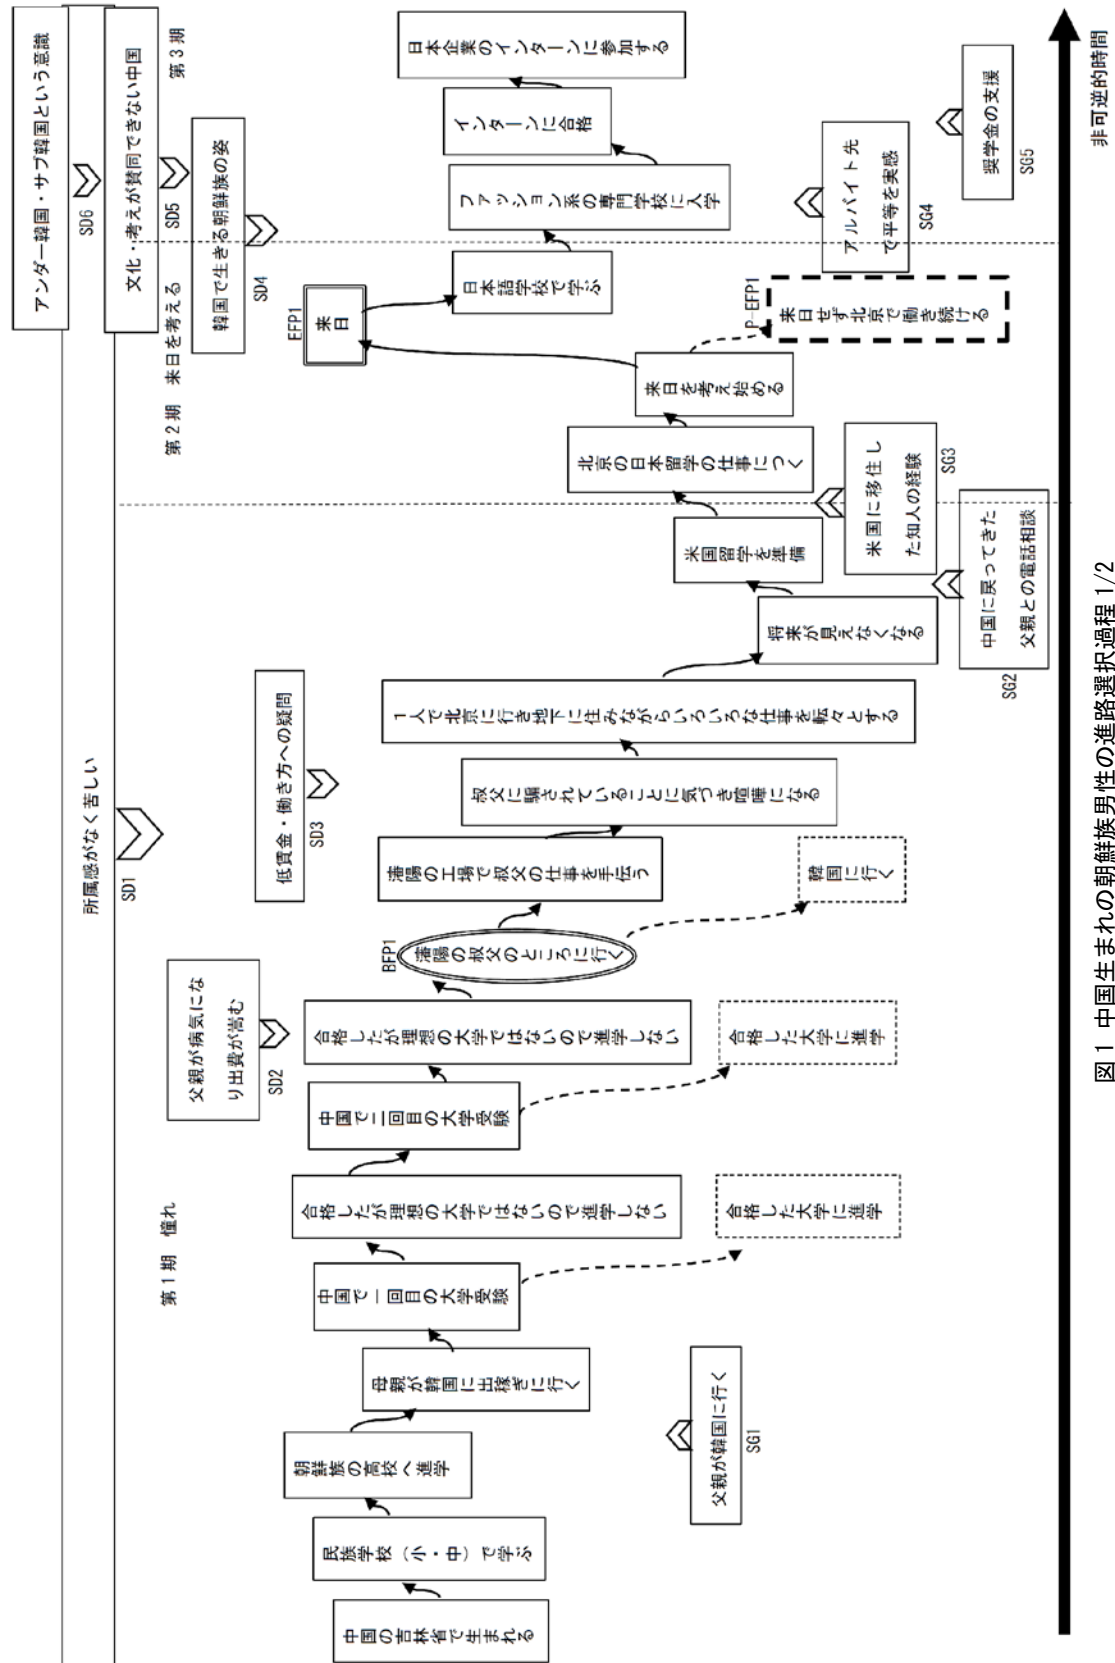 アンダー韓国・サブ韓国という意識
SD6
所属感がなく苦しい
SD1
文化・考えが賛同できない中国
SD5
第1期 憧れ
第2期 来日を考える
第3期
父親が病気にな
り出費が嵩む
SD2
低賃金・働き方への疑問
SD3
韓国で生きる朝鮮族の姿
SD4
中国の吉林省で生まれる
民族学校（小・中）で学ぶ
朝鮮族の高校へ進学
母親が韓国に出稼ぎに行く
中国で一回目の大学受験
合格したが理想の大学ではないので進学しない
中国で二回目の大学受験
合格したが理想の大学ではないので進学しない
BFP1
瀋陽の叔父のところに行く
瀋陽の工場で叔父の仕事を手伝う
叔父に騙されていることに気づき喧嘩になる
1人で北京に行き地下に住みながらいろいろな仕事を転々とする
将来が見えなくなる
米国留学を準備
北京の日本留学の仕事につく
来日を考え始める
EFP1
来日
日本語学校で学ぶ
ファッション系の専門学校に入学
インターンに合格
日本企業のインターンに参加する
合格した大学に進学
合格した大学に進学
韓国に行く
P-EFP1
来日せず北京で働き続ける
父親が韓国に行く
SG1
中国に戻ってきた
父親との電話相談
SG2
米国に移住し
た知人の経験
SG3
アルバイト先
で平等を実感
SG4
奨学金の支援
SG5
非可逆的時間
図1 中国生まれの朝鮮族男性の進路選択過程 1/2